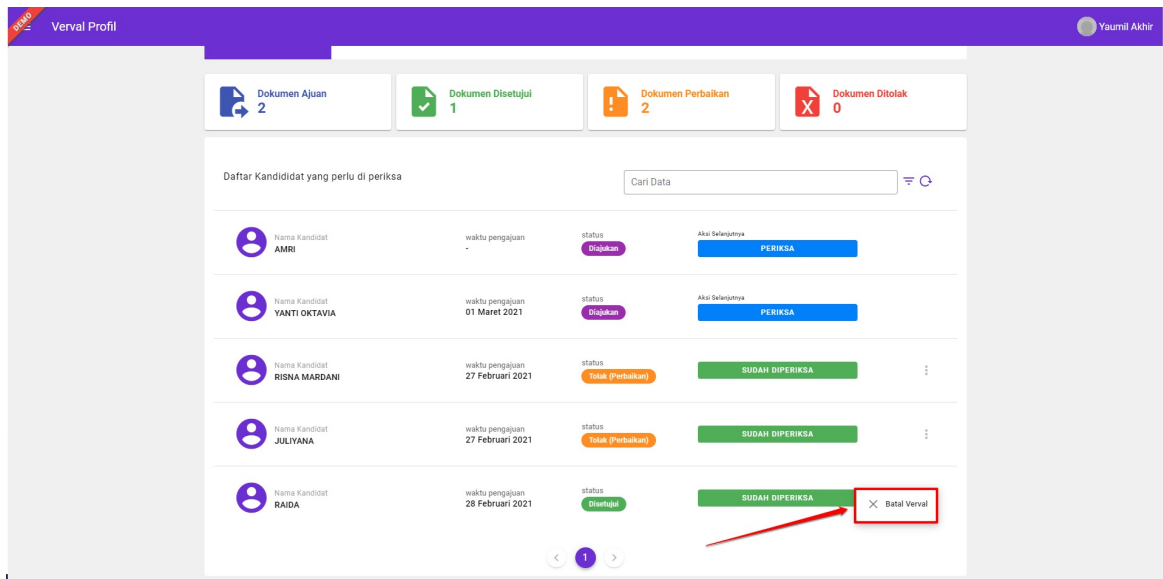 DEMO
Verval Profil
Yaumil Akhir
Dokumen Ajuan
2
Dokumen Disetujui
1
Dokumen Perbaikan
2
Dokumen Ditolak
0
Daftar Kandididat yang perlu di periksa
Cari Data
Nama Kandidat
AMRI
waktu pengajuan
-
status
Diajukan
Aksi Selanjutnya
PERIKSA
Nama Kandidat
YANTI OKTAVIA
waktu pengajuan
01 Maret 2021
status
Diajukan
Aksi Selanjutnya
PERIKSA
Nama Kandidat
RISNA MARDANI
waktu pengajuan
27 Februari 2021
status
Tolak (Perbaikan)
SUDAH DIPERIKSA
Nama Kandidat
JULIYANA
waktu pengajuan
27 Februari 2021
status
Tolak (Perbaikan)
SUDAH DIPERIKSA
Nama Kandidat
RAIDA
waktu pengajuan
28 Februari 2021
status
Disetujui
SUDAH DIPERIKSA
Batal Verval
1